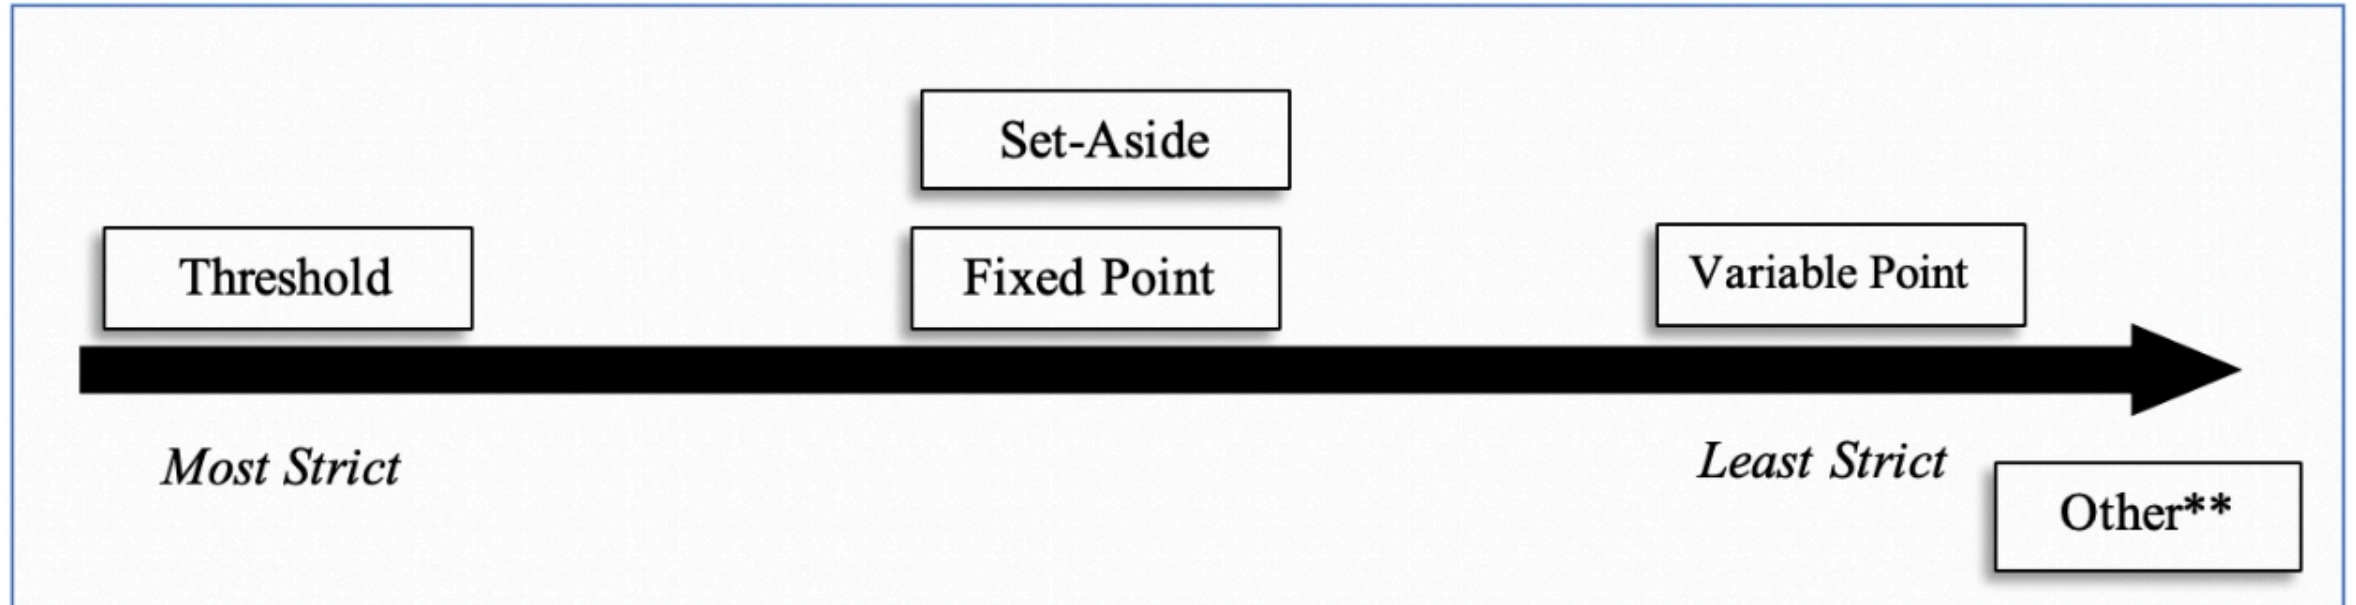 Set-Aside
Threshold
Fixed Point
Variable Point
Most Strict
Least Strict
Other**